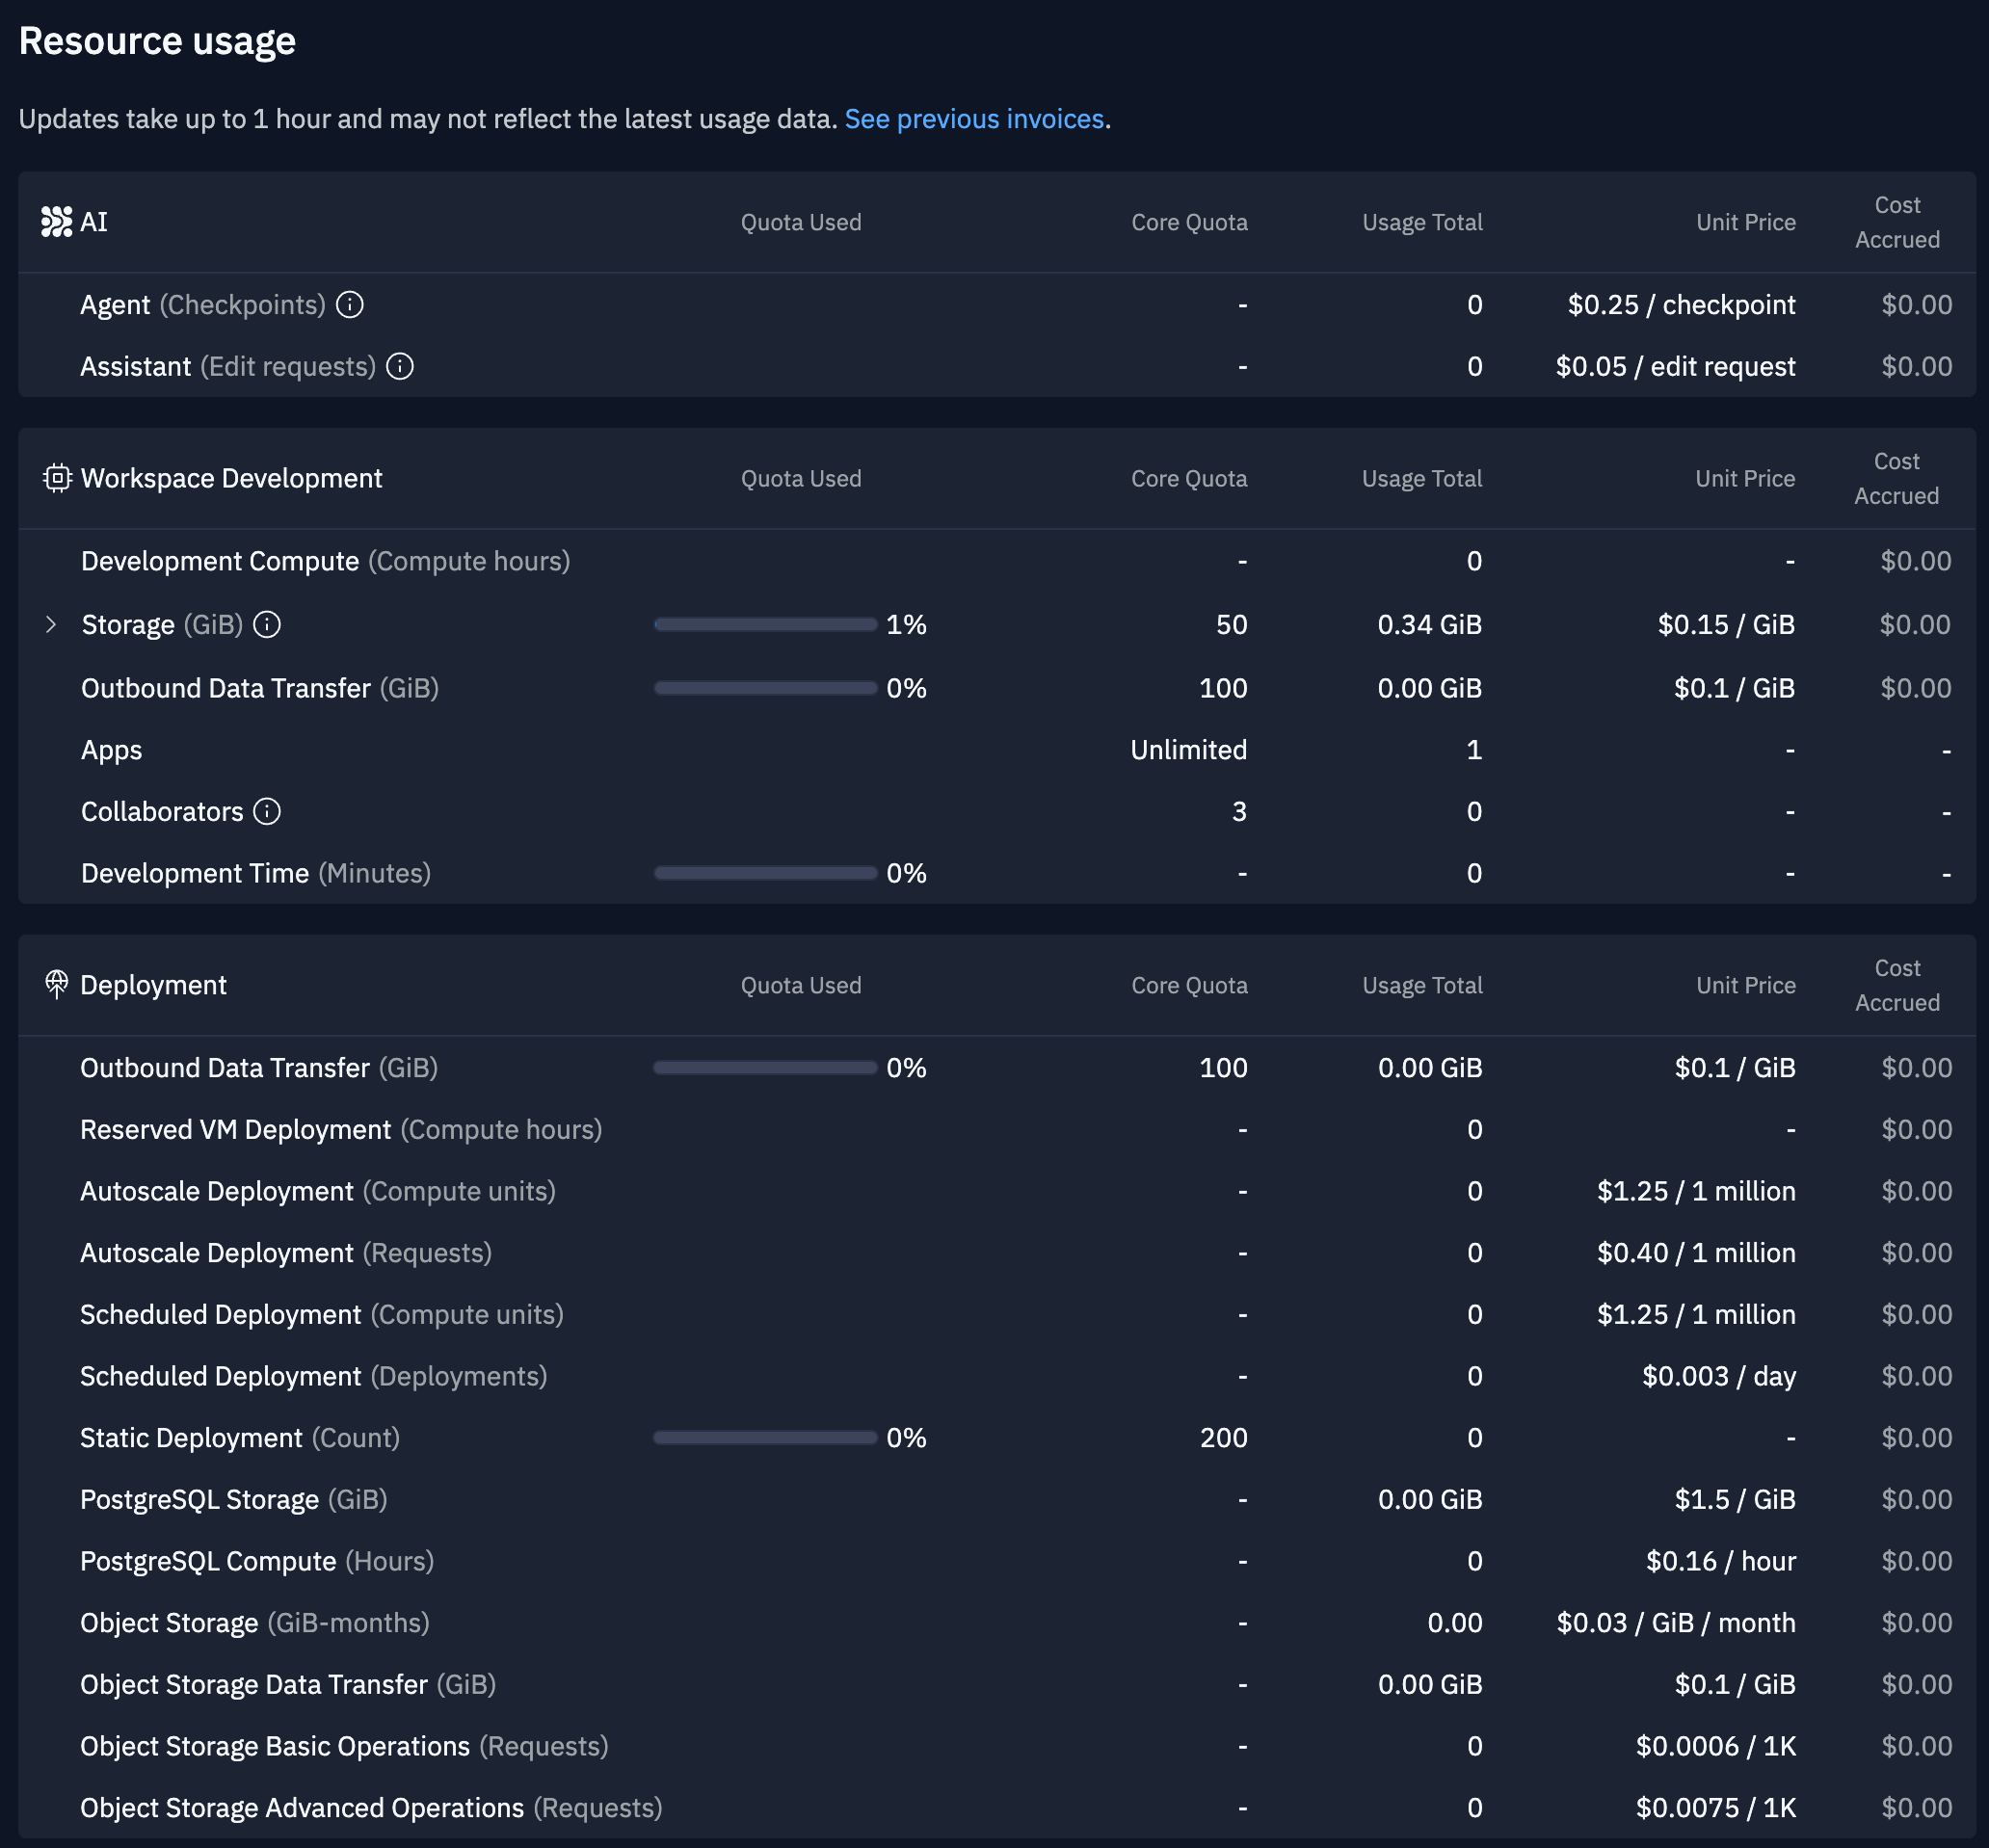 Resource usage
Updates take up to 1 hour and may not reflect the latest usage data. See previous invoices.
AI Quota Used Core Quota Usage Total Unit Price Cost Accrued
Agent (Checkpoints) - 0 $0.25 / checkpoint $0.00
Assistant (Edit requests) - 0 $0.05 / edit request $0.00
Workspace Development Quota Used Core Quota Usage Total Unit Price Cost Accrued
Development Compute (Compute hours) - 0 - $0.00
Storage (GiB) 1% 50 0.34 GiB $0.15 / GiB $0.00
Outbound Data Transfer (GiB) 0% 100 0.00 GiB $0.1 / GiB $0.00
Apps Unlimited 1 - -
Collaborators 3 0 - -
Development Time (Minutes) 0% - 0 - -
Deployment Quota Used Core Quota Usage Total Unit Price Cost Accrued
Outbound Data Transfer (GiB) 0% 100 0.00 GiB $0.1 / GiB $0.00
Reserved VM Deployment (Compute hours) - 0 - $0.00
Autoscale Deployment (Compute units) - 0 $1.25 / 1 million $0.00
Autoscale Deployment (Requests) - 0 $0.40 / 1 million $0.00
Scheduled Deployment (Compute units) - 0 $1.25 / 1 million $0.00
Scheduled Deployment (Deployments) - 0 $0.003 / day $0.00
Static Deployment (Count) 0% 200 0 - $0.00
PostgreSQL Storage (GiB) - 0.00 GiB $1.5 / GiB $0.00
PostgreSQL Compute (Hours) - 0 $0.16 / hour $0.00
Object Storage (GiB-months) - 0.00 $0.03 / GiB / month $0.00
Object Storage Data Transfer (GiB) - 0.00 GiB $0.1 / GiB $0.00
Object Storage Basic Operations (Requests) - 0 $0.0006 / 1K $0.00
Object Storage Advanced Operations (Requests) - 0 $0.0075 / 1K $0.00